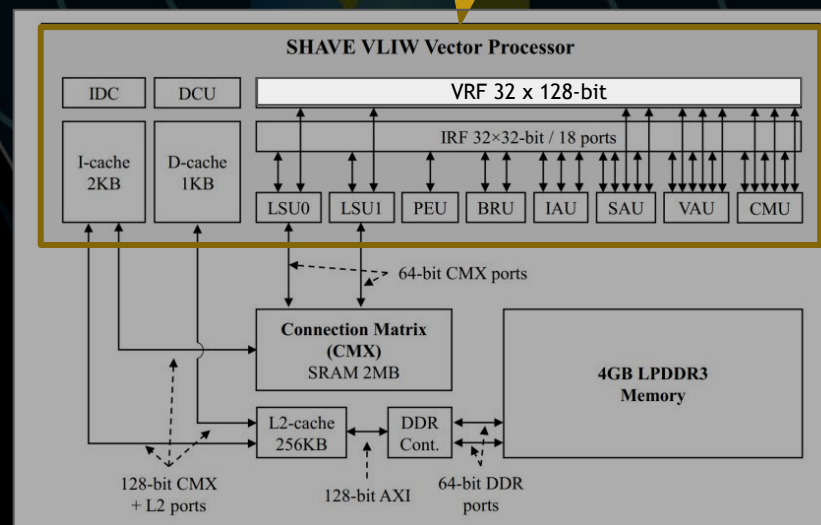 SHAVE VLIW Vector Processor
IDC
DCU
VRF 32 x 128-bit
IRF 32×32-bit / 18 ports
I-cache
2KB
D-cache
1KB
LSU0
LSU1
PEU
BRU
IAU
SAU
VAU
CMU
64-bit CMX ports
Connection Matrix
(CMX)
SRAM 2MB
4GB LPDDR3
Memory
L2-cache
256KB
DDR
Cont.
128-bit CMX
+ L2 ports
128-bit AXI
64-bit DDR
ports